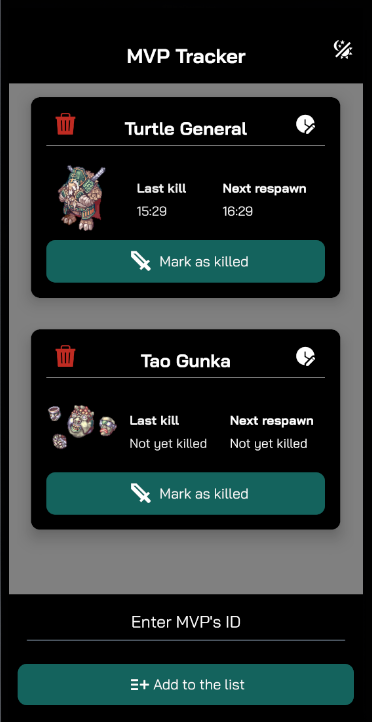 MVP Tracker
Turtle General
Last kill Next respawn
15:29 16:29
Mark as killed
Tao Gunka
Last kill Next respawn
Not yet killed Not yet killed
Mark as killed
Enter MVP's ID
Add to the list